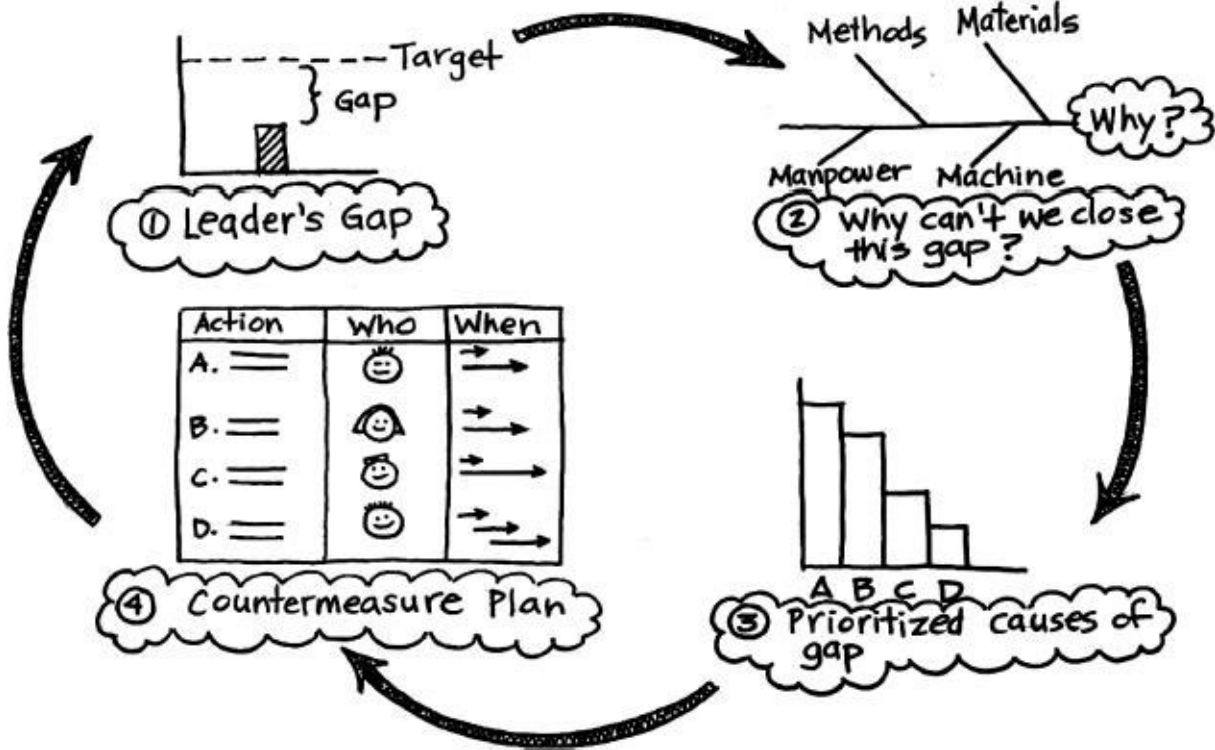 Target
Gap
① Leader's Gap
Methods
Materials
Why?
Manpower
Machine
② Why can't we close
this gap?
A B C D
③ Prioritized causes of
gap
Action Who When
A.
B.
C.
D.
④ Countermeasure Plan